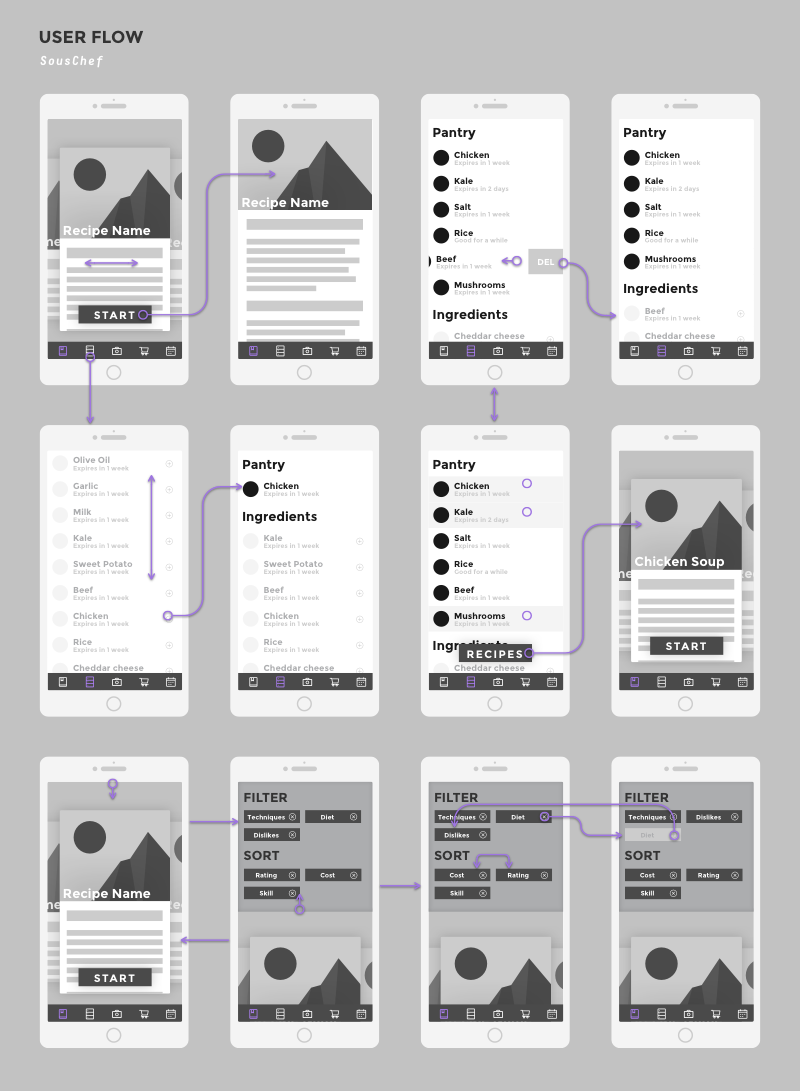 USER FLOW
SousChef
Recipe Name
START
Recipe Name
Pantry
Chicken
Expires in 1 week
Kale
Expires in 2 days
Salt
Expires in 1 week
Rice
Good for a while
Beef
Expires in 1 week
DEL
Mushrooms
Expires in 1 week
Ingredients
Cheddar cheese
Pantry
Chicken
Expires in 1 week
Kale
Expires in 2 days
Salt
Expires in 1 week
Rice
Good for a while
Mushrooms
Expires in 1 week
Ingredients
Beef
Expires in 1 week
Cheddar cheese
Olive Oil
Expires in 1 week
Garlic
Expires in 1 week
Milk
Expires in 1 week
Kale
Expires in 1 week
Sweet Potato
Expires in 1 week
Beef
Expires in 1 week
Chicken
Expires in 1 week
Rice
Expires in 1 week
Cheddar cheese
Pantry
Chicken
Expires in 1 week
Ingredients
Kale
Expires in 1 week
Sweet Potato
Expires in 1 week
Beef
Expires in 1 week
Chicken
Expires in 1 week
Rice
Expires in 1 week
Cheddar cheese
Pantry
Chicken
Expires in 1 week
Kale
Expires in 2 days
Salt
Expires in 1 week
Rice
Good for a while
Beef
Expires in 1 week
Mushrooms
Expires in 1 week
Ingredients
RECIPES
Cheddar cheese
Chicken Soup
START
Recipe Name
START
FILTER
Techniques Diet
Dislikes
SORT
Rating Cost
Skill
FILTER
Techniques Diet
Dislikes
SORT
Cost Rating
Skill
FILTER
Techniques Dislikes
Diet
SORT
Cost Rating
Skill